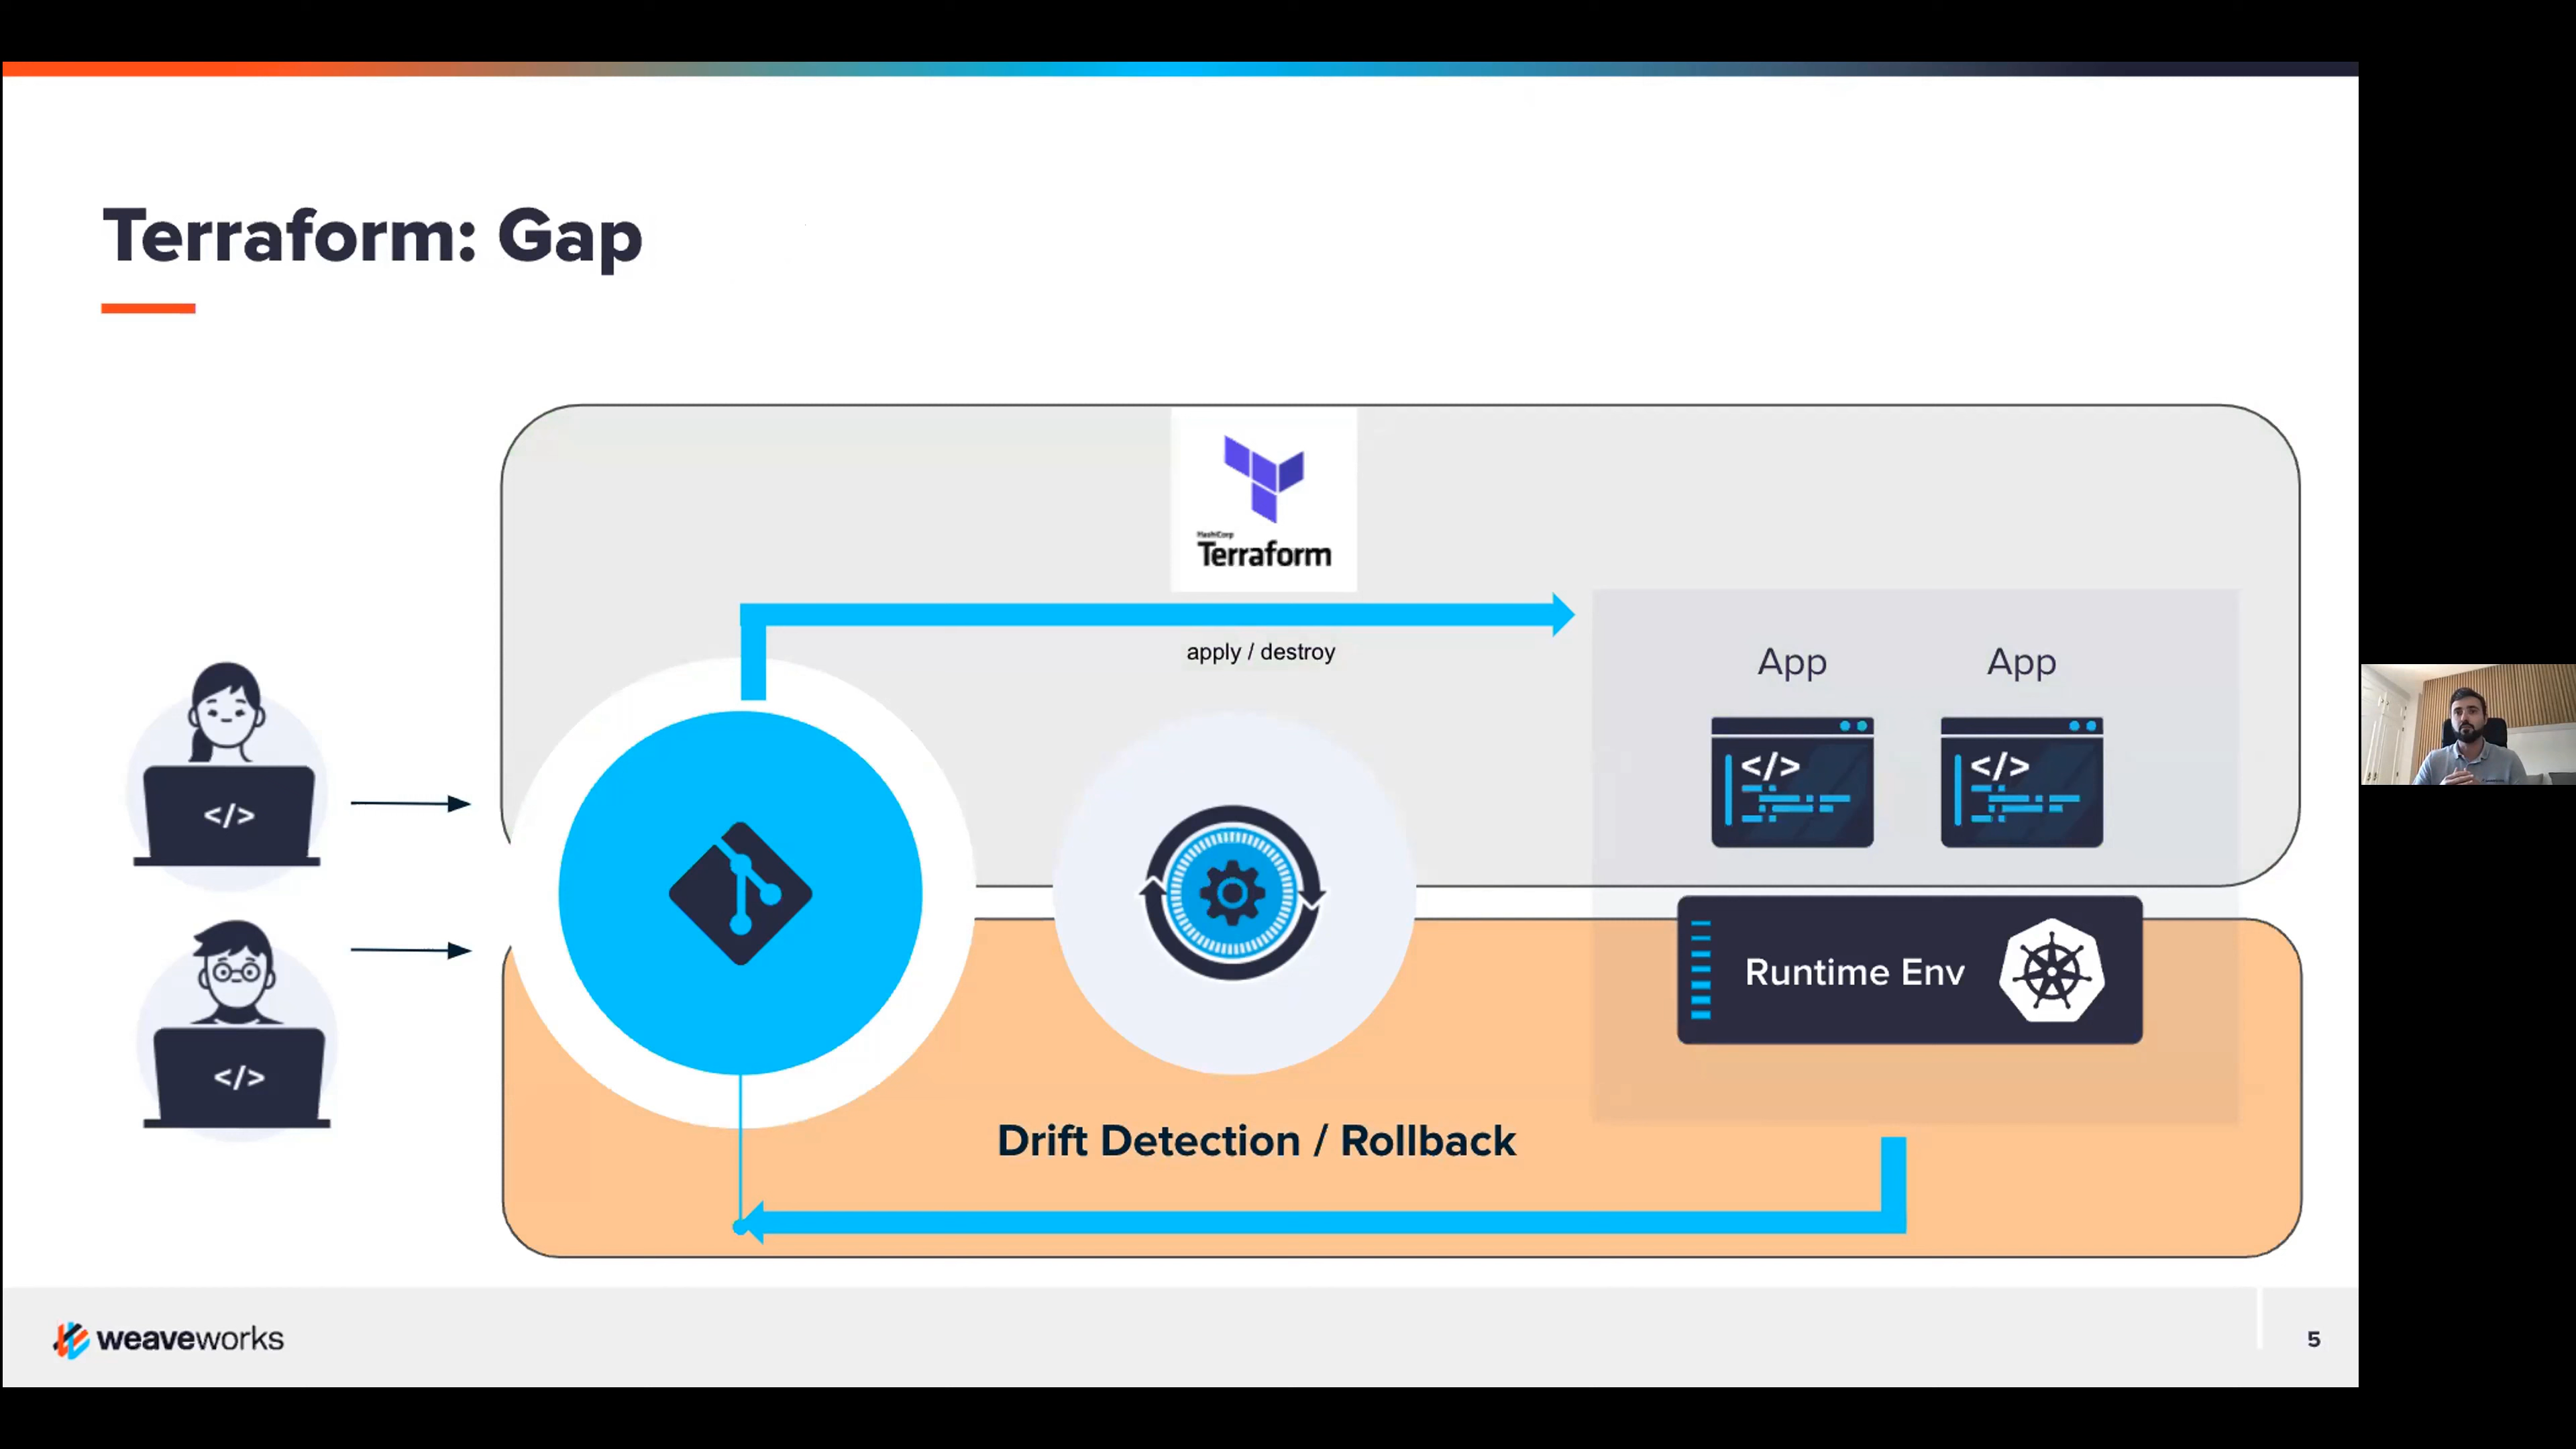 Terraform: Gap
HashiCorp
Terraform
apply / destroy
App
App
</>
</>
</>
</>
Runtime Env
Drift Detection / Rollback
weaveworks
5